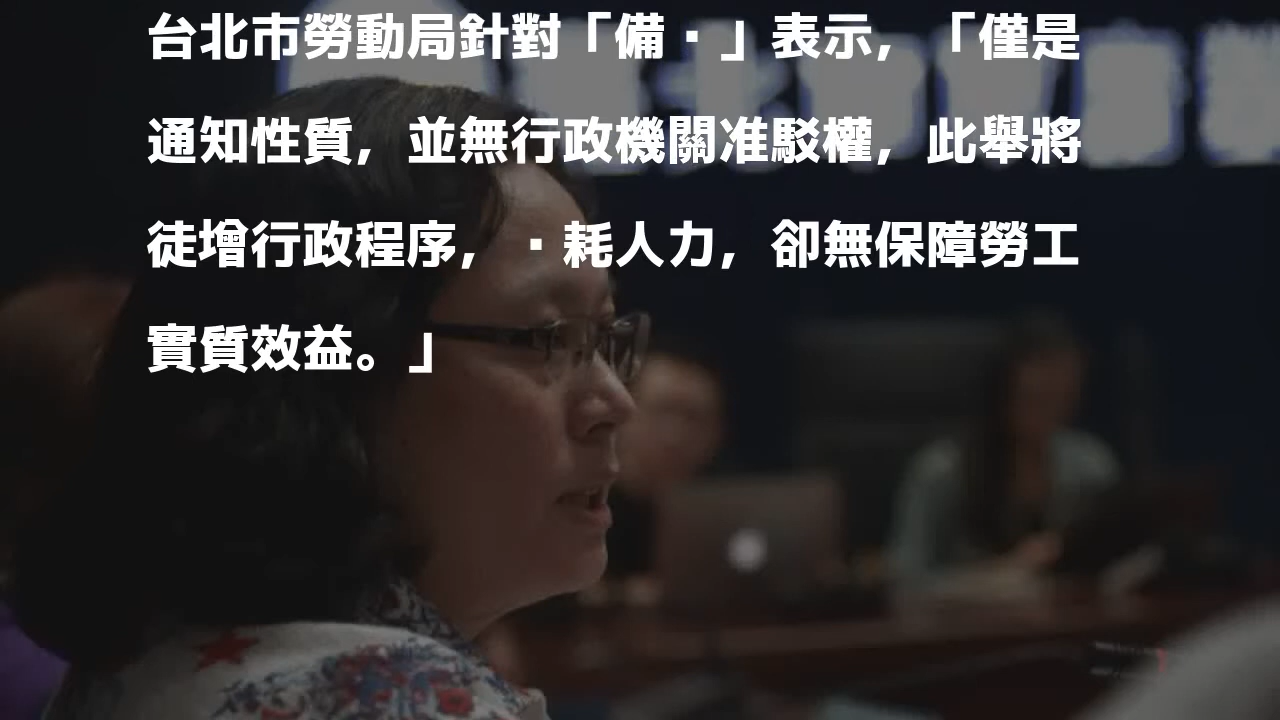 台北市勞動局針對「備▪」表示，「僅是
通知性質，並無行政機關准駁權，此舉將
徒增行政程序，▪耗人力，卻無保障勞工
實質效益。」